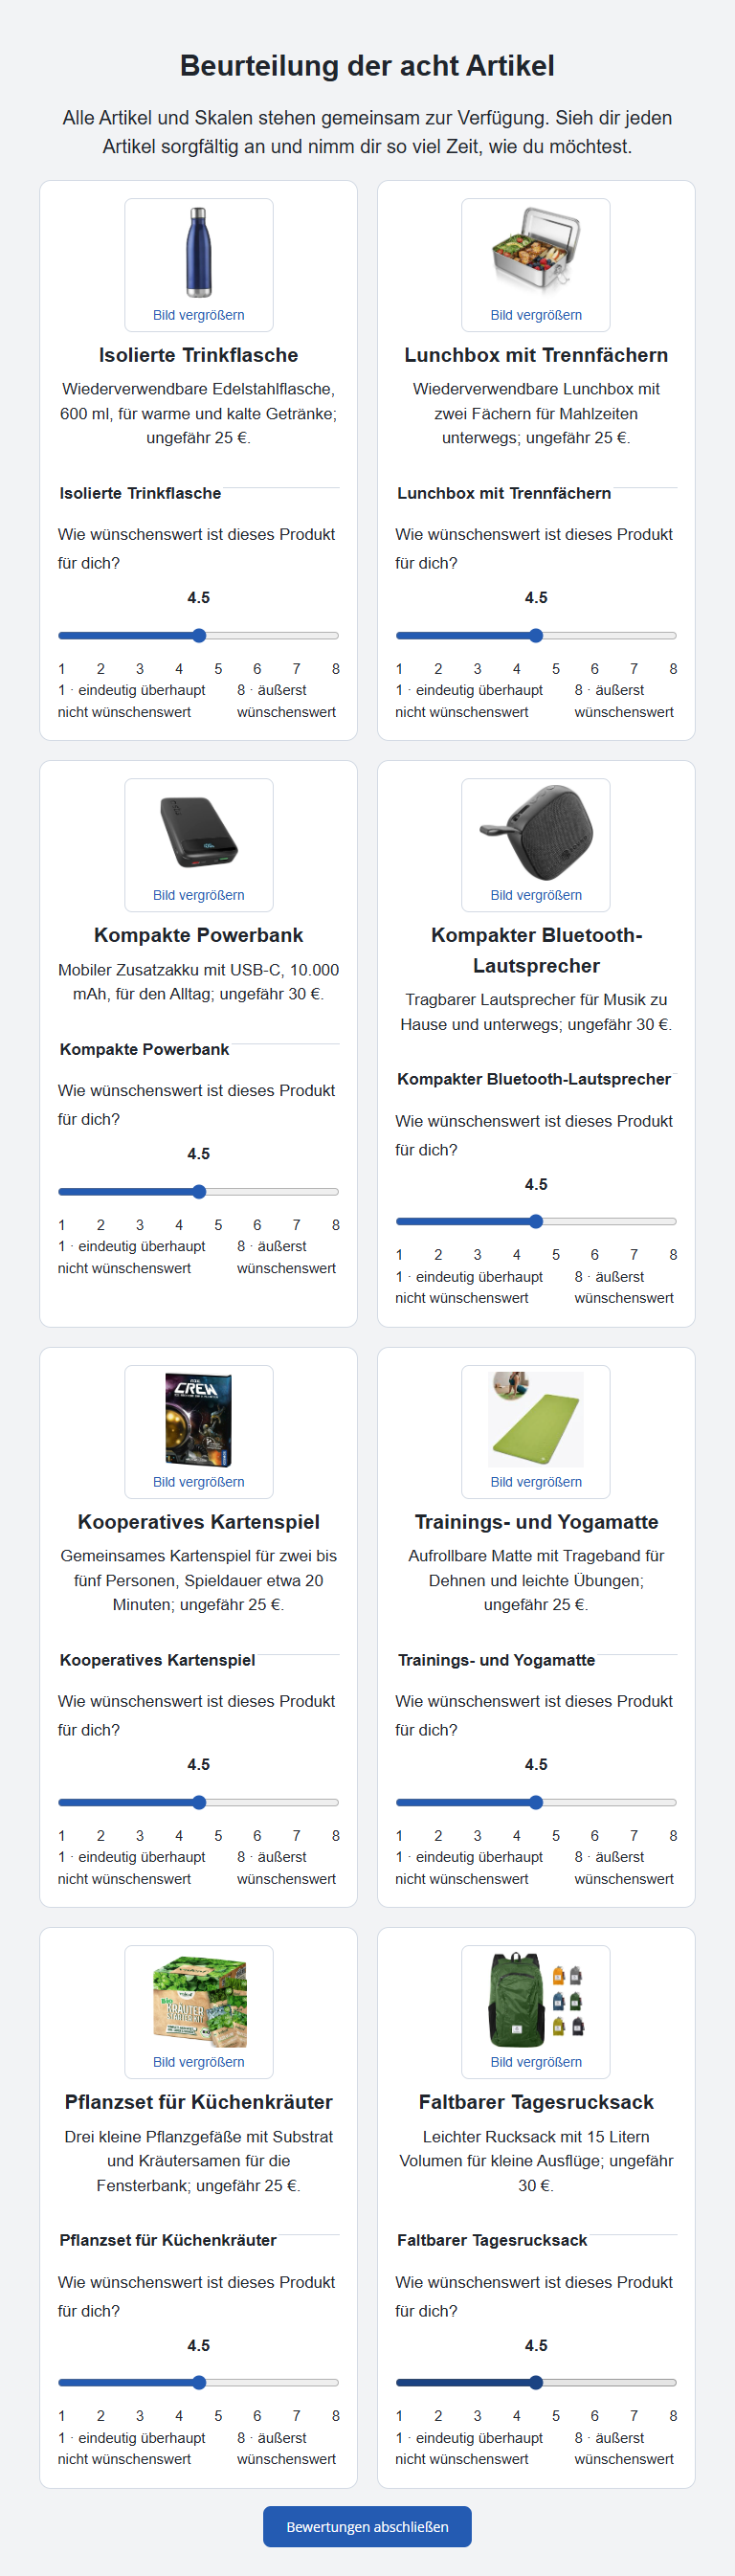 Beurteilung der acht Artikel
Alle Artikel und Skalen stehen gemeinsam zur Verfügung. Sieh dir jeden
Artikel sorgfältig an und nimm dir so viel Zeit, wie du möchtest.
Bild vergrößern
Isolierte Trinkflasche
Wiederverwendbare Edelstahlflasche,
600 ml, für warme und kalte Getränke;
ungefähr 25 €.
Isolierte Trinkflasche
Wie wünschenswert ist dieses Produkt
für dich?
4.5
1 2 3 4 5 6 7 8
1 · eindeutig überhaupt
nicht wünschenswert
8 · äußerst
wünschenswert
Bild vergrößern
Lunchbox mit Trennfächern
Wiederverwendbare Lunchbox mit
zwei Fächern für Mahlzeiten
unterwegs; ungefähr 25 €.
Lunchbox mit Trennfächern
Wie wünschenswert ist dieses Produkt
für dich?
4.5
1 2 3 4 5 6 7 8
1 · eindeutig überhaupt
nicht wünschenswert
8 · äußerst
wünschenswert
Bild vergrößern
Kompakte Powerbank
Mobiler Zusatzakku mit USB-C, 10.000
mAh, für den Alltag; ungefähr 30 €.
Kompakte Powerbank
Wie wünschenswert ist dieses Produkt
für dich?
4.5
1 2 3 4 5 6 7 8
1 · eindeutig überhaupt
nicht wünschenswert
8 · äußerst
wünschenswert
Bild vergrößern
Kompakter Bluetooth-
Lautsprecher
Tragbarer Lautsprecher für Musik zu
Hause und unterwegs; ungefähr 30 €.
Kompakter Bluetooth-Lautsprecher
Wie wünschenswert ist dieses Produkt
für dich?
4.5
1 2 3 4 5 6 7 8
1 · eindeutig überhaupt
nicht wünschenswert
8 · äußerst
wünschenswert
CREW
Bild vergrößern
Kooperatives Kartenspiel
Gemeinsames Kartenspiel für zwei bis
fünf Personen, Spieldauer etwa 20
Minuten; ungefähr 25 €.
Kooperatives Kartenspiel
Wie wünschenswert ist dieses Produkt
für dich?
4.5
1 2 3 4 5 6 7 8
1 · eindeutig überhaupt
nicht wünschenswert
8 · äußerst
wünschenswert
Bild vergrößern
Trainings- und Yogamatte
Aufrollbare Matte mit Trageband für
Dehnen und leichte Übungen;
ungefähr 25 €.
Trainings- und Yogamatte
Wie wünschenswert ist dieses Produkt
für dich?
4.5
1 2 3 4 5 6 7 8
1 · eindeutig überhaupt
nicht wünschenswert
8 · äußerst
wünschenswert
KRÄUTER
Bild vergrößern
Pflanzset für Küchenkräuter
Drei kleine Pflanzgefäße mit Substrat
und Kräutersamen für die
Fensterbank; ungefähr 25 €.
Pflanzset für Küchenkräuter
Wie wünschenswert ist dieses Produkt
für dich?
4.5
1 2 3 4 5 6 7 8
1 · eindeutig überhaupt
nicht wünschenswert
8 · äußerst
wünschenswert
Bild vergrößern
Faltbarer Tagesrucksack
Leichter Rucksack mit 15 Litern
Volumen für kleine Ausflüge; ungefähr
30 €.
Faltbarer Tagesrucksack
Wie wünschenswert ist dieses Produkt
für dich?
4.5
1 2 3 4 5 6 7 8
1 · eindeutig überhaupt
nicht wünschenswert
8 · äußerst
wünschenswert
Bewertungen abschließen